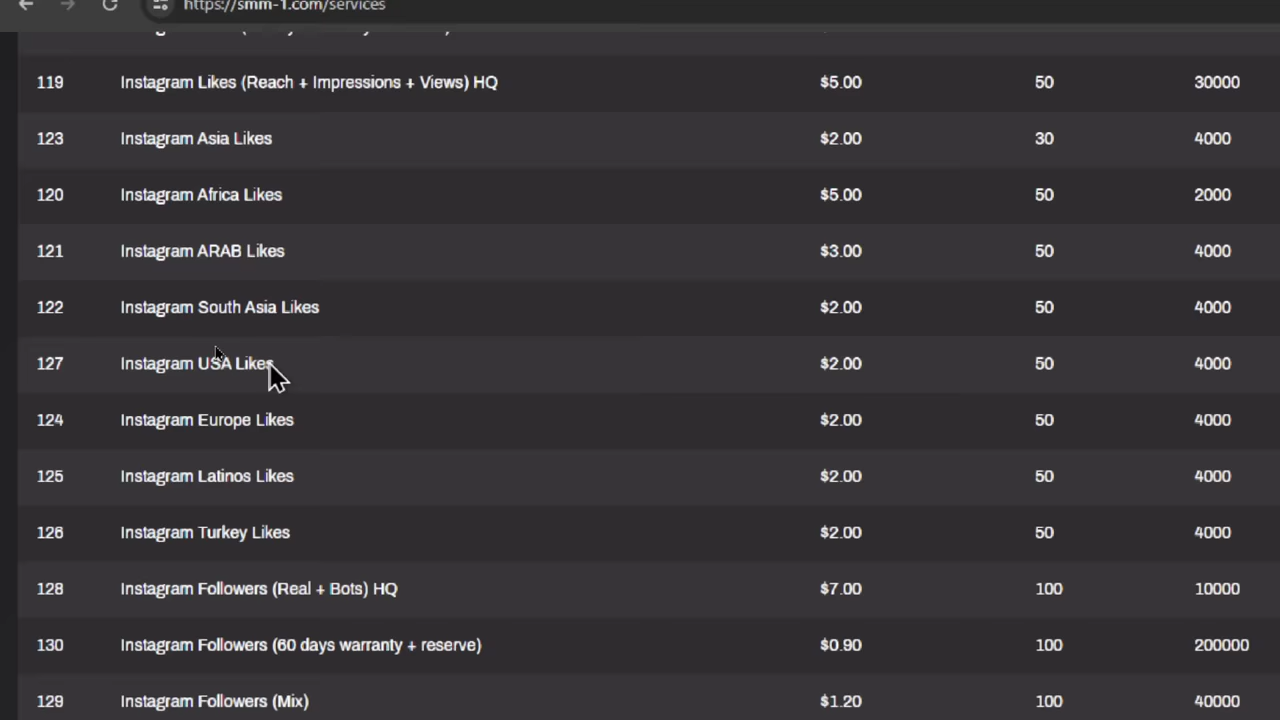 https://smm-1.com/services
119 Instagram Likes (Reach + Impressions + Views) HQ $5.00 50 30000
123 Instagram Asia Likes $2.00 30 4000
120 Instagram Africa Likes $5.00 50 2000
121 Instagram ARAB Likes $3.00 50 4000
122 Instagram South Asia Likes $2.00 50 4000
127 Instagram USA Likes $2.00 50 4000
124 Instagram Europe Likes $2.00 50 4000
125 Instagram Latinos Likes $2.00 50 4000
126 Instagram Turkey Likes $2.00 50 4000
128 Instagram Followers (Real + Bots) HQ $7.00 100 10000
130 Instagram Followers (60 days warranty + reserve) $0.90 100 200000
129 Instagram Followers (Mix) $1.20 100 40000